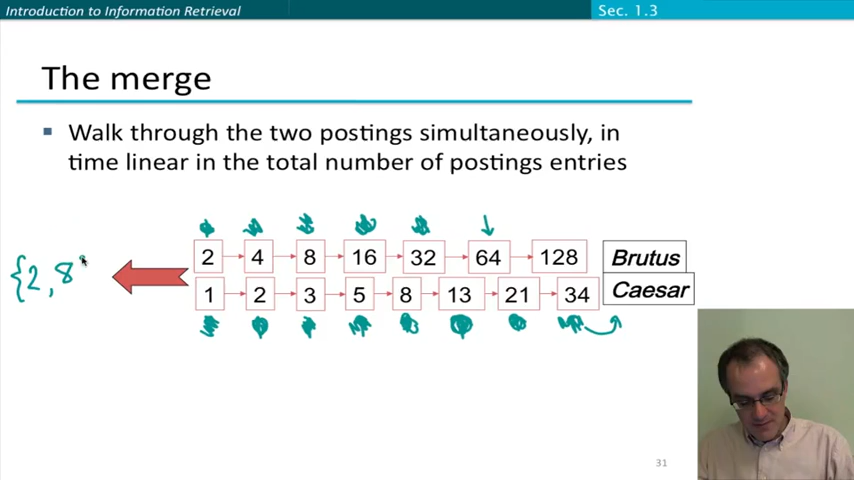 Introduction to Information Retrieval
Sec. 1.3
The merge
Walk through the two postings simultaneously, in
time linear in the total number of postings entries
2 4 8 16 32 64 128 Brutus
{2, 8
1 2 3 5 8 13 21 34 Caesar
31